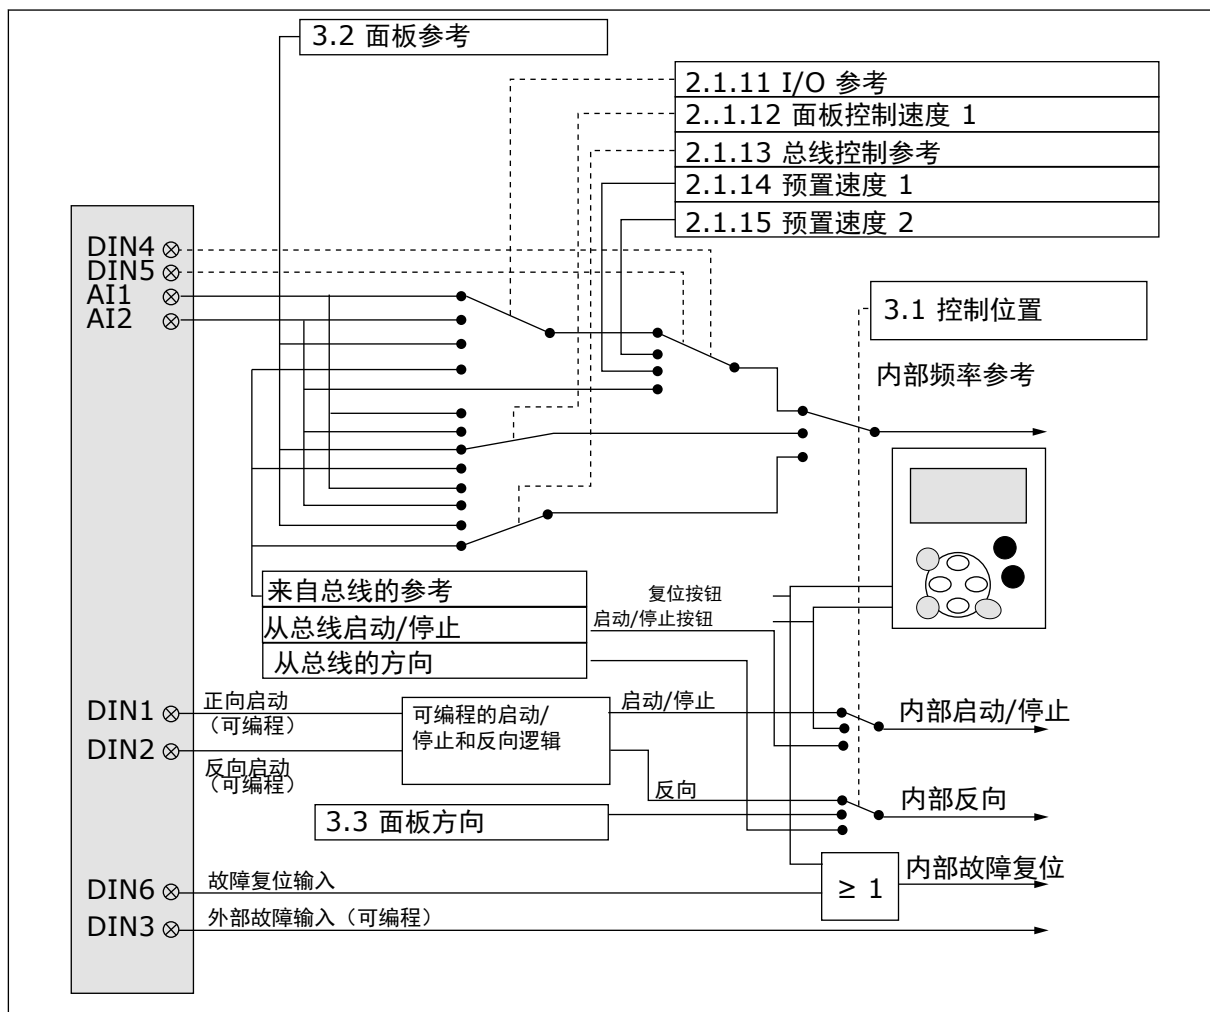 3.2 面板参考
2.1.11 I/O 参考
2..1.12 面板控制速度 1
2.1.13 总线控制参考
2.1.14 预置速度 1
2.1.15 预置速度 2
DIN4
DIN5
AI1
AI2
3.1 控制位置
内部频率参考
来自总线的参考
从总线启动/停止
从总线的方向
复位按钮
启动/停止按钮
DIN1
正向启动
(可编程)
DIN2
反向启动
(可编程)
可编程的启动/
停止和反向逻辑
启动/停止
反向
内部启动/停止
内部反向
3.3 面板方向
内部故障复位
≥ 1
DIN6
故障复位输入
DIN3
外部故障输入（可编程）